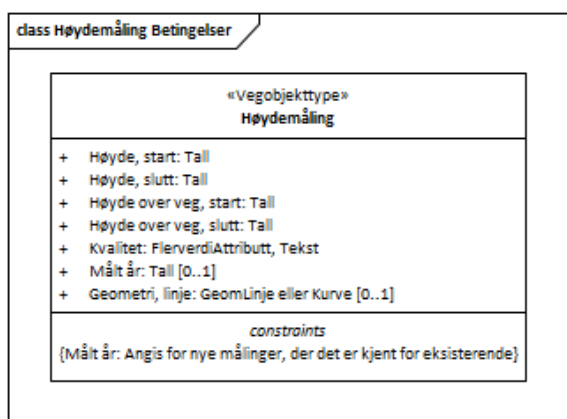 class Høydemåling Betingelser
«Vegobjekttype»
Høydemåling
+ Høyde, start: Tall
+ Høyde, slutt: Tall
+ Høyde over veg, start: Tall
+ Høyde over veg, slutt: Tall
+ Kvalitet: FlerverdiAttributt, Tekst
+ Målt år: Tall [0..1]
+ Geometri, linje: GeomLinje eller Kurve [0..1]
constraints
{Målt år: Angis for nye målinger, der det er kjent for eksisterende}